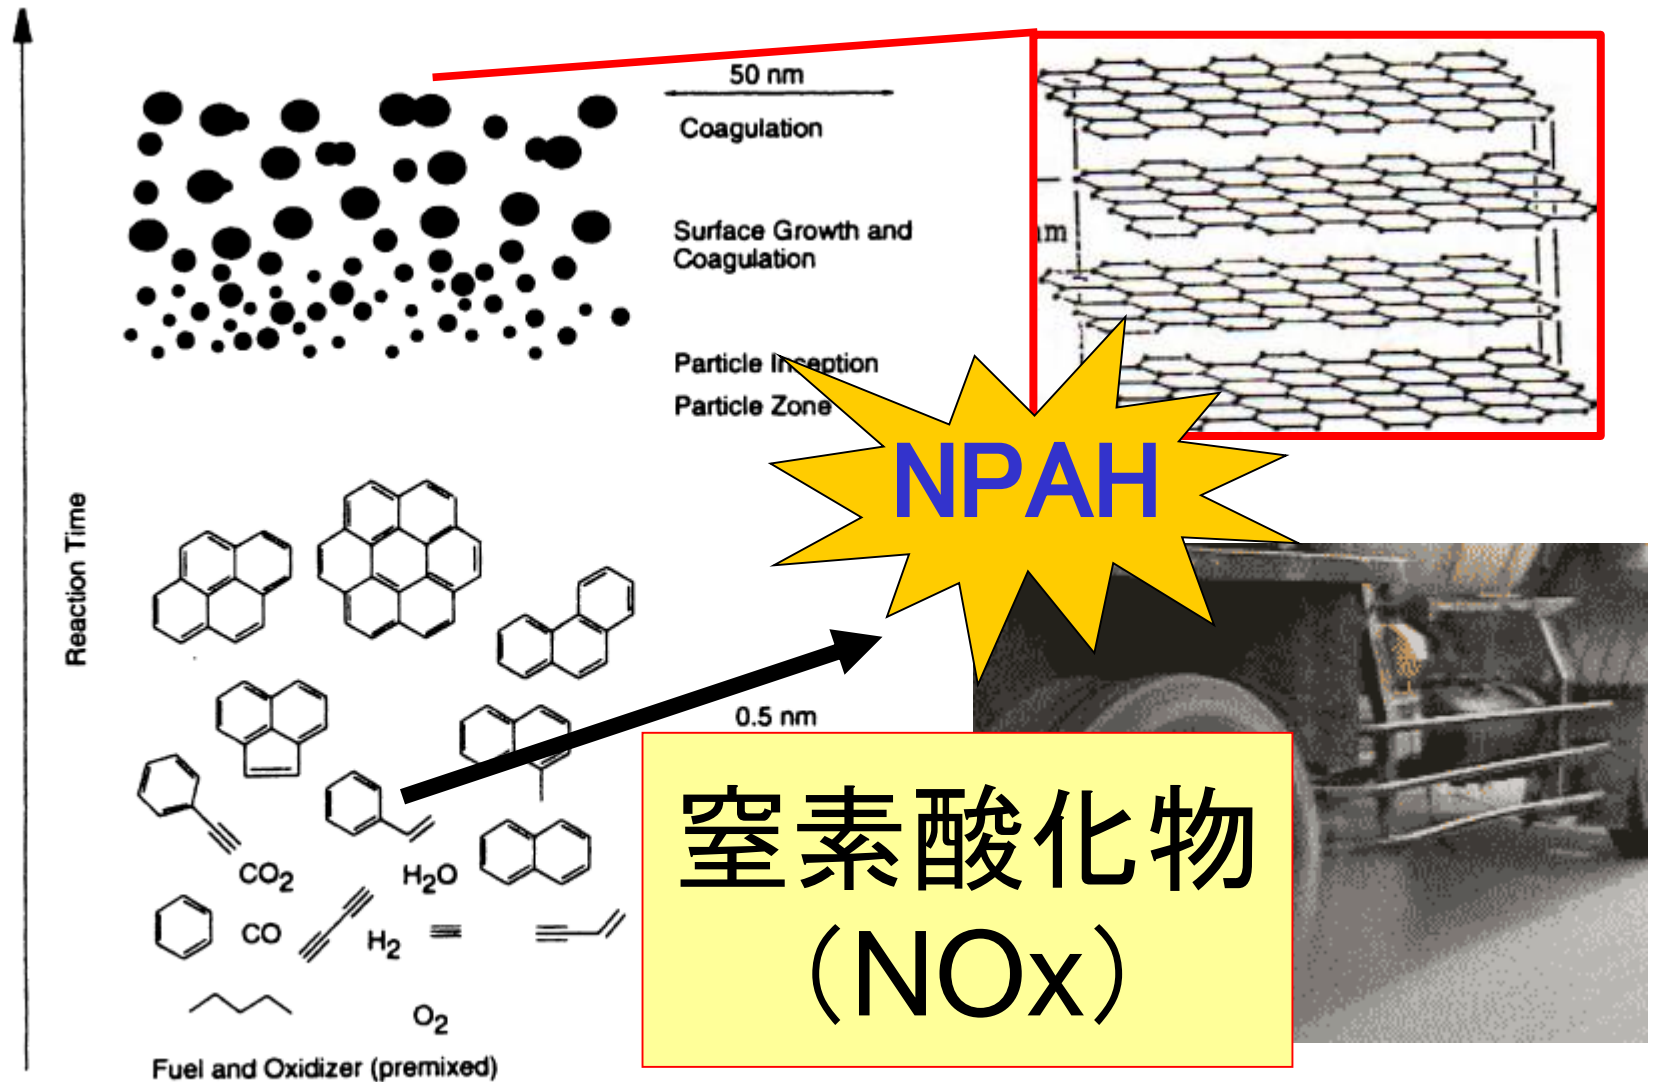 50 nm
Coagulation
Surface Growth and
Coagulation
nm
Particle Inception
Particle Zone
NPAH
Reaction Time
0.5 nm
窒素酸化物
（NOx）
CO2
H2O
CO
H2
O2
Fuel and Oxidizer (premixed)